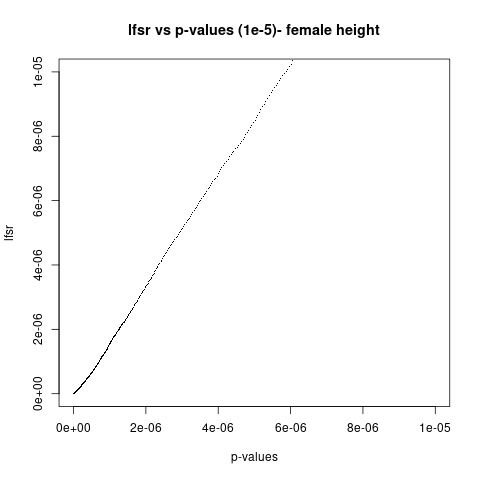 lfsr vs p-values (1e-5)- female height
lfsr
1e-05
8e-06
6e-06
4e-06
2e-06
0e+00
0e+00 2e-06 4e-06 6e-06 8e-06 1e-05
p-values